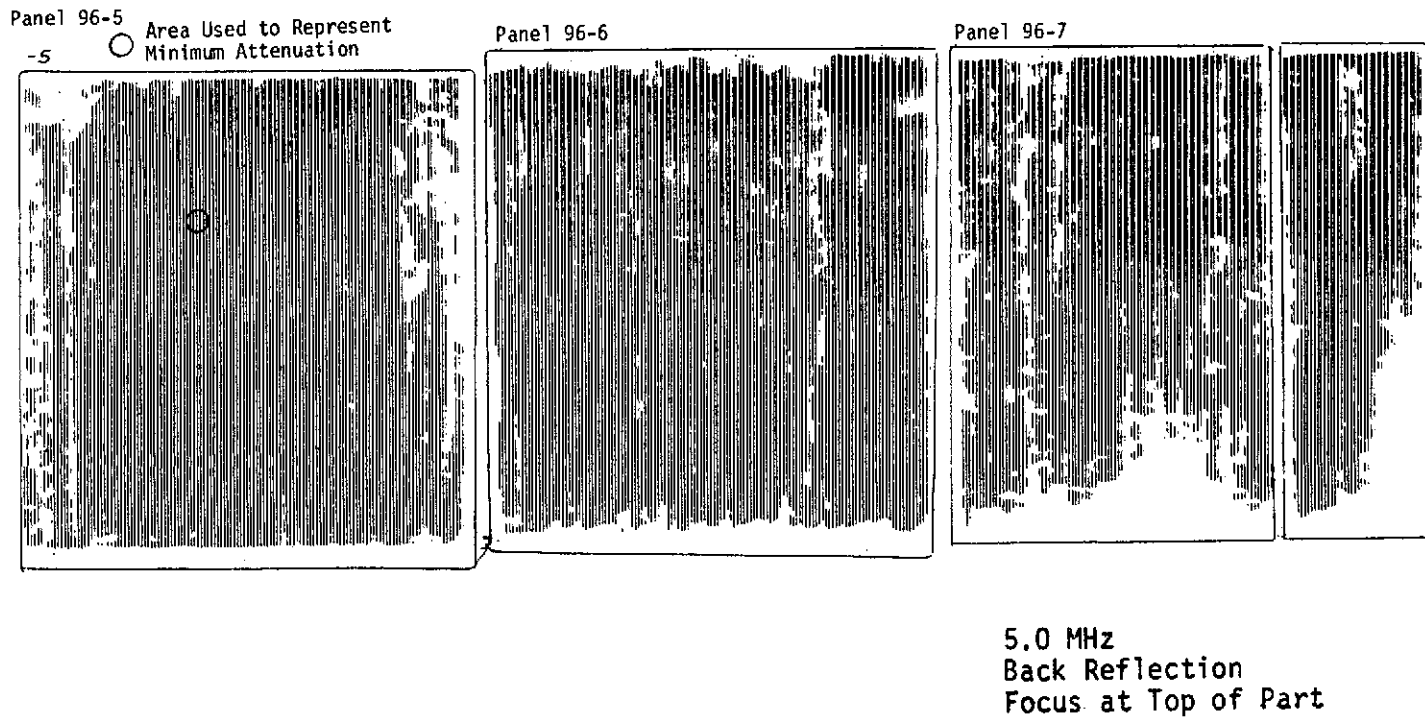 Panel 96-5
Area Used to Represent
Minimum Attenuation
-5
Panel 96-6
Panel 96-7
5.0 MHz
Back Reflection
Focus at Top of Part